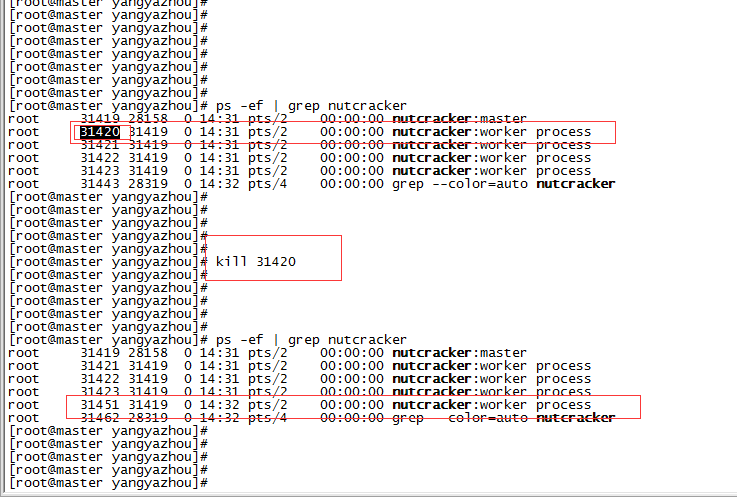 [root@master yangyazhou]#
[root@master yangyazhou]#
[root@master yangyazhou]#
[root@master yangyazhou]#
[root@master yangyazhou]#
[root@master yangyazhou]#
[root@master yangyazhou]#
[root@master yangyazhou]#
[root@master yangyazhou]# ps -ef | grep nutcracker
root 31419 28158 0 14:31 pts/2 00:00:00 nutcracker:master
root 31420 31419 0 14:31 pts/2 00:00:00 nutcracker:worker process
root 31421 31419 0 14:31 pts/2 00:00:00 nutcracker:worker process
root 31422 31419 0 14:31 pts/2 00:00:00 nutcracker:worker process
root 31423 31419 0 14:31 pts/2 00:00:00 nutcracker:worker process
root 31443 28319 0 14:32 pts/4 00:00:00 grep --color=auto nutcracker
[root@master yangyazhou]#
[root@master yangyazhou]#
[root@master yangyazhou]#
[root@master yangyazhou]#
[root@master yangyazhou]#
[root@master yangyazhou]# kill 31420
[root@master yangyazhou]#
[root@master yangyazhou]#
[root@master yangyazhou]#
[root@master yangyazhou]#
[root@master yangyazhou]#
[root@master yangyazhou]# ps -ef | grep nutcracker
root 31419 28158 0 14:31 pts/2 00:00:00 nutcracker:master
root 31421 31419 0 14:31 pts/2 00:00:00 nutcracker:worker process
root 31422 31419 0 14:31 pts/2 00:00:00 nutcracker:worker process
root 31423 31419 0 14:31 pts/2 00:00:00 nutcracker:worker process
root 31451 31419 0 14:32 pts/2 00:00:00 nutcracker:worker process
root 31462 28319 0 14:32 pts/4 00:00:00 grep --color=auto nutcracker
[root@master yangyazhou]#
[root@master yangyazhou]#
[root@master yangyazhou]#
[root@master yangyazhou]#
[root@master yangyazhou]#